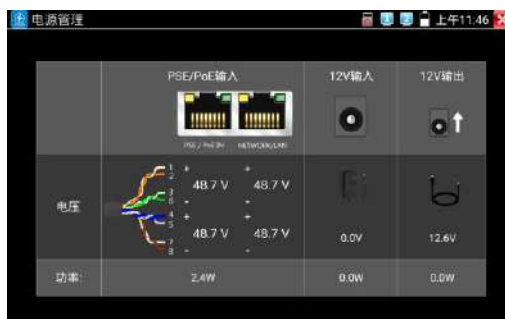 电源管理
上午11:46
PSE/PoE输入 12V输入 12V输出
PSE / PoE IN NETWORK/LAN
电压
1 + +
2 48.7 V 48.7 V
3
6 - -
4 + +
5 48.7 V 48.7 V 0.0V 12.6V
7
8 - -
功率: 2.4W 0.0W 0.0W